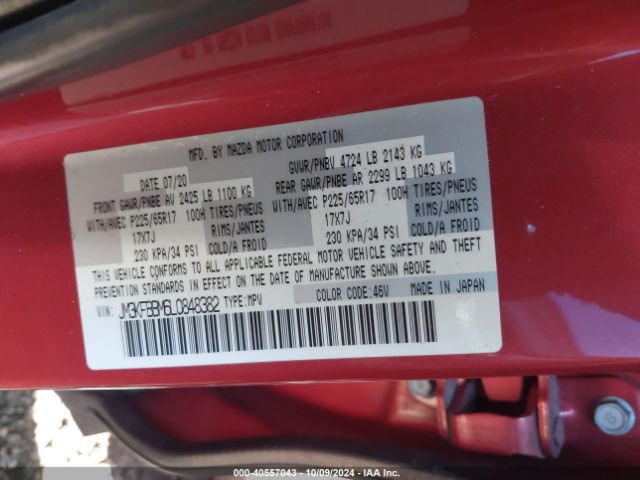 MFD. BY MAZDA MOTOR CORPORATION
DATE 07/20
GVWR/PNBV 4724 LB 2143 KG
FRONT GAWR/PNBE AV 2425 LB 1100 KG
REAR GAWR/PNBE AR 2299 LB 1043 KG
WITH/AVEC P225/65R17 100H TIRES/PNEUS
WITH/AVEC P225/65R17 100H TIRES/PNEUS
17X7J RIMS/JANTES
17X7J RIMS/JANTES
230 KPA/34 PSI COLD/A FROID
230 KPA/34 PSI COLD/A FROID
THIS VEHICLE CONFORMS TO ALL APPLICABLE FEDERAL MOTOR VEHICLE SAFETY AND THEFT
PREVENTION STANDARDS IN EFFECT ON THE DATE OF MANUFACTURE SHOWN ABOVE.
VIN: JM3KFBBM6L0848382 TYPE: MPV
COLOR CODE: 46V
MADE IN JAPAN
000-40557043 - 10/09/2024 - IAA Inc.